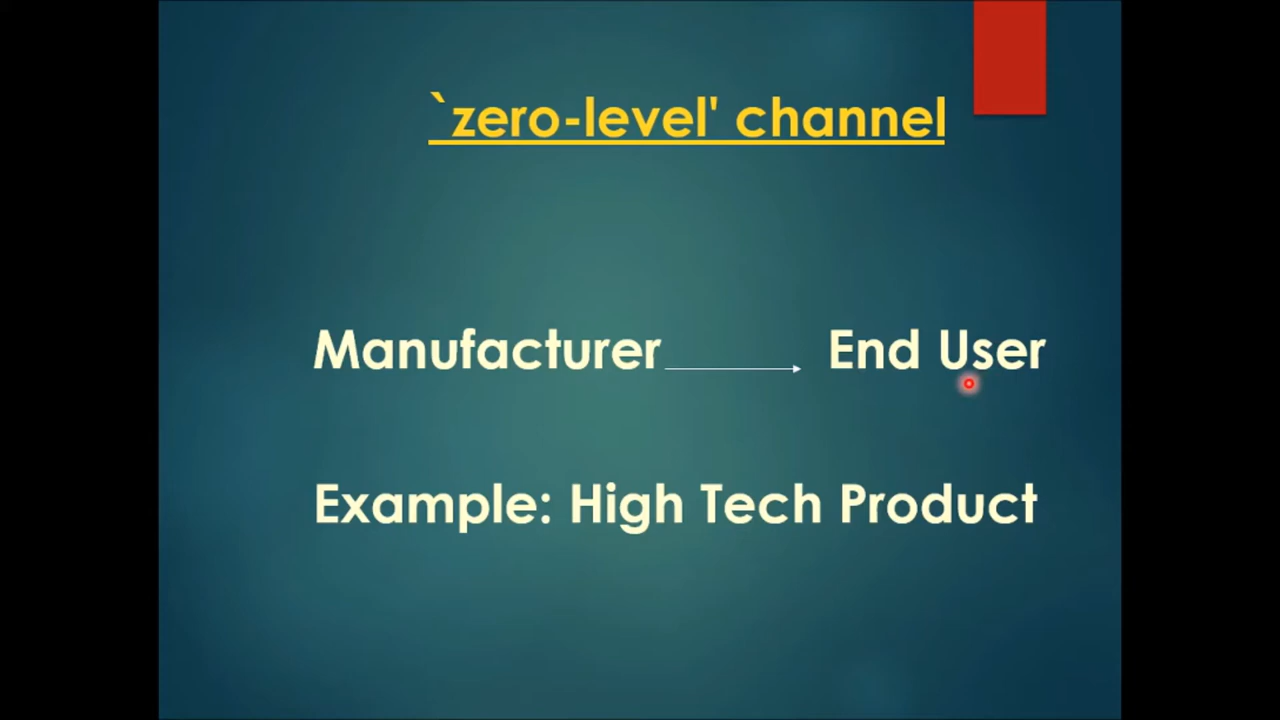 `zero-level' channel
Manufacturer End User
Example: High Tech Product